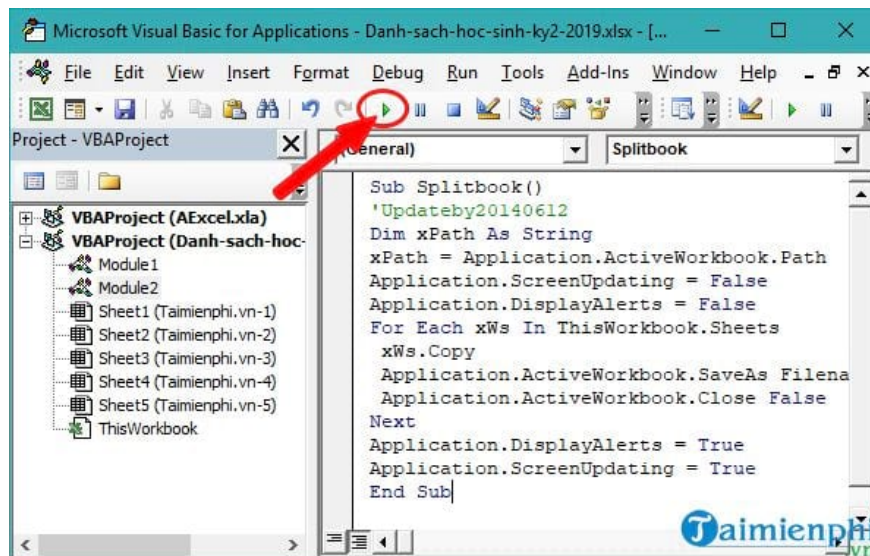 Microsoft Visual Basic for Applications - Danh-sach-hoc-sinh-ky2-2019.xlsx - [...
File Edit View Insert Format Debug Run Tools Add-Ins Window Help
Project - VBAProject
(General)
Splitbook
VBAProject (AExcel.xla)
VBAProject (Danh-sach-hoc-
Module1
Module2
Sheet1 (Taimienphi.vn-1)
Sheet2 (Taimienphi.vn-2)
Sheet3 (Taimienphi.vn-3)
Sheet4 (Taimienphi.vn-4)
Sheet5 (Taimienphi.vn-5)
ThisWorkbook
Sub Splitbook()
'Updateby20140612
Dim xPath As String
xPath = Application.ActiveWorkbook.Path
Application.ScreenUpdating = False
Application.DisplayAlerts = False
For Each xWs In ThisWorkbook.Sheets
xWs.Copy
Application.ActiveWorkbook.SaveAs Filena
Application.ActiveWorkbook.Close False
Next
Application.DisplayAlerts = True
Application.ScreenUpdating = True
End Sub
Taimienphi
.vn